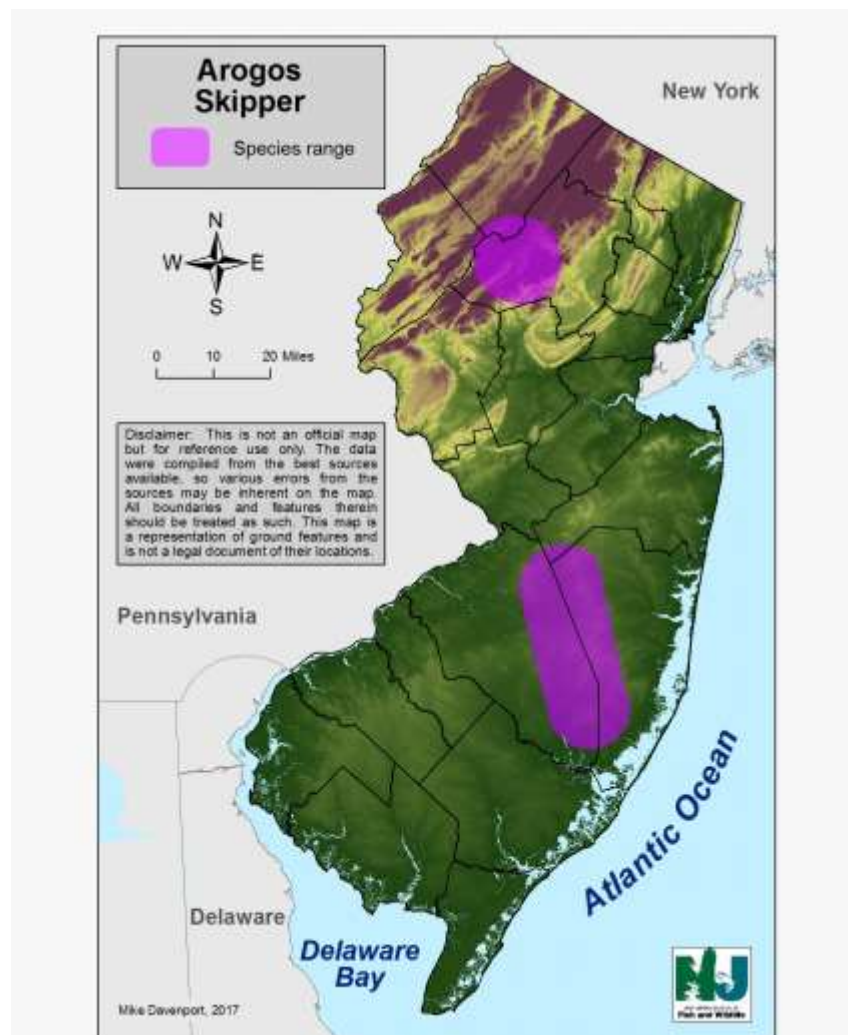 Arogos
Skipper
Species range
New York
N
W E
S
0 10 20 Miles
Disclaimer: This is not an official map
but for reference use only. The data
were compiled from the best sources
available, so various errors from the
sources may be inherent on the map.
All boundaries and features therein
should be treated as such. This map is
a representation of ground features and
is not a legal document of their locations.
Pennsylvania
Atlantic Ocean
Delaware
Delaware
Bay
Mike Davenport, 2017
NJ
Fish and Wildlife